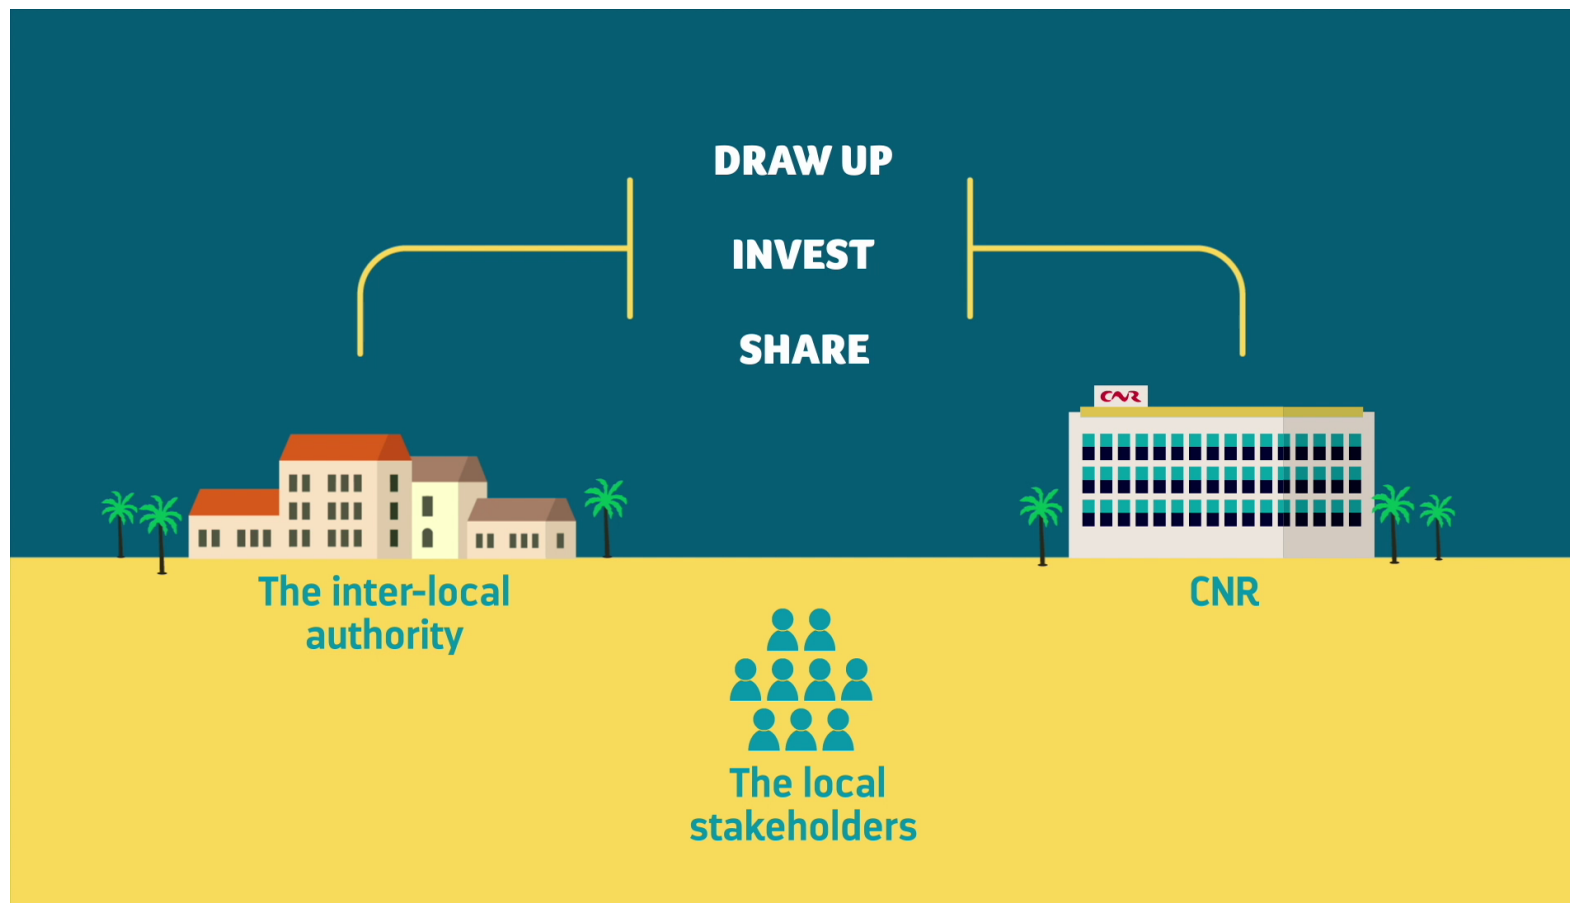 DRAW UP
INVEST
SHARE
CNR
The inter-local
authority
CNR
The local
stakeholders